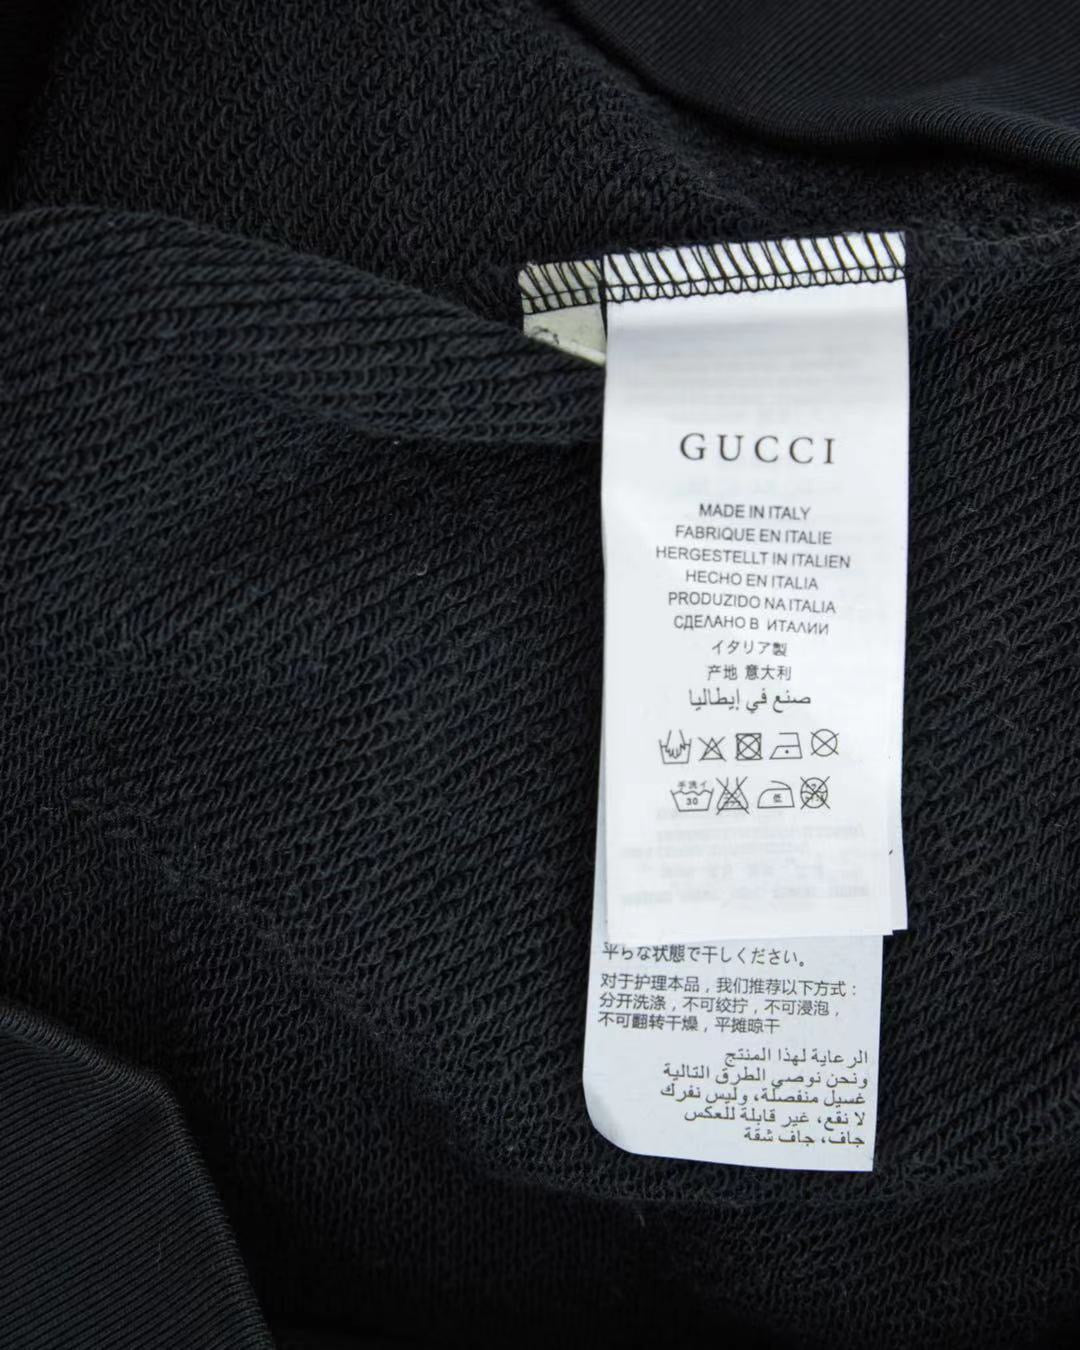 GUCCI
MADE IN ITALY
FABRIQUE EN ITALIE
HERGESTELLT IN ITALIEN
HECHO EN ITALIA
PRODUZIDO NA ITALIA
СДЕЛАНО В ИТАЛИИ
イタリア製
产地 意大利
صنع في إيطاليا
手洗イ
30
低
平らな状態で干しください。
对于护理本品，我们推荐以下方式：
分开洗涤，不可绞拧，不可浸泡，
不可翻转干燥，平摊晾干
الرعاية لهذا المنتج
ونحن نوصي الطرق التالية
غسيل منفصلة، وليس نفرك
لا نقع، غير قابلة للعكس
جاف، جاف شقة